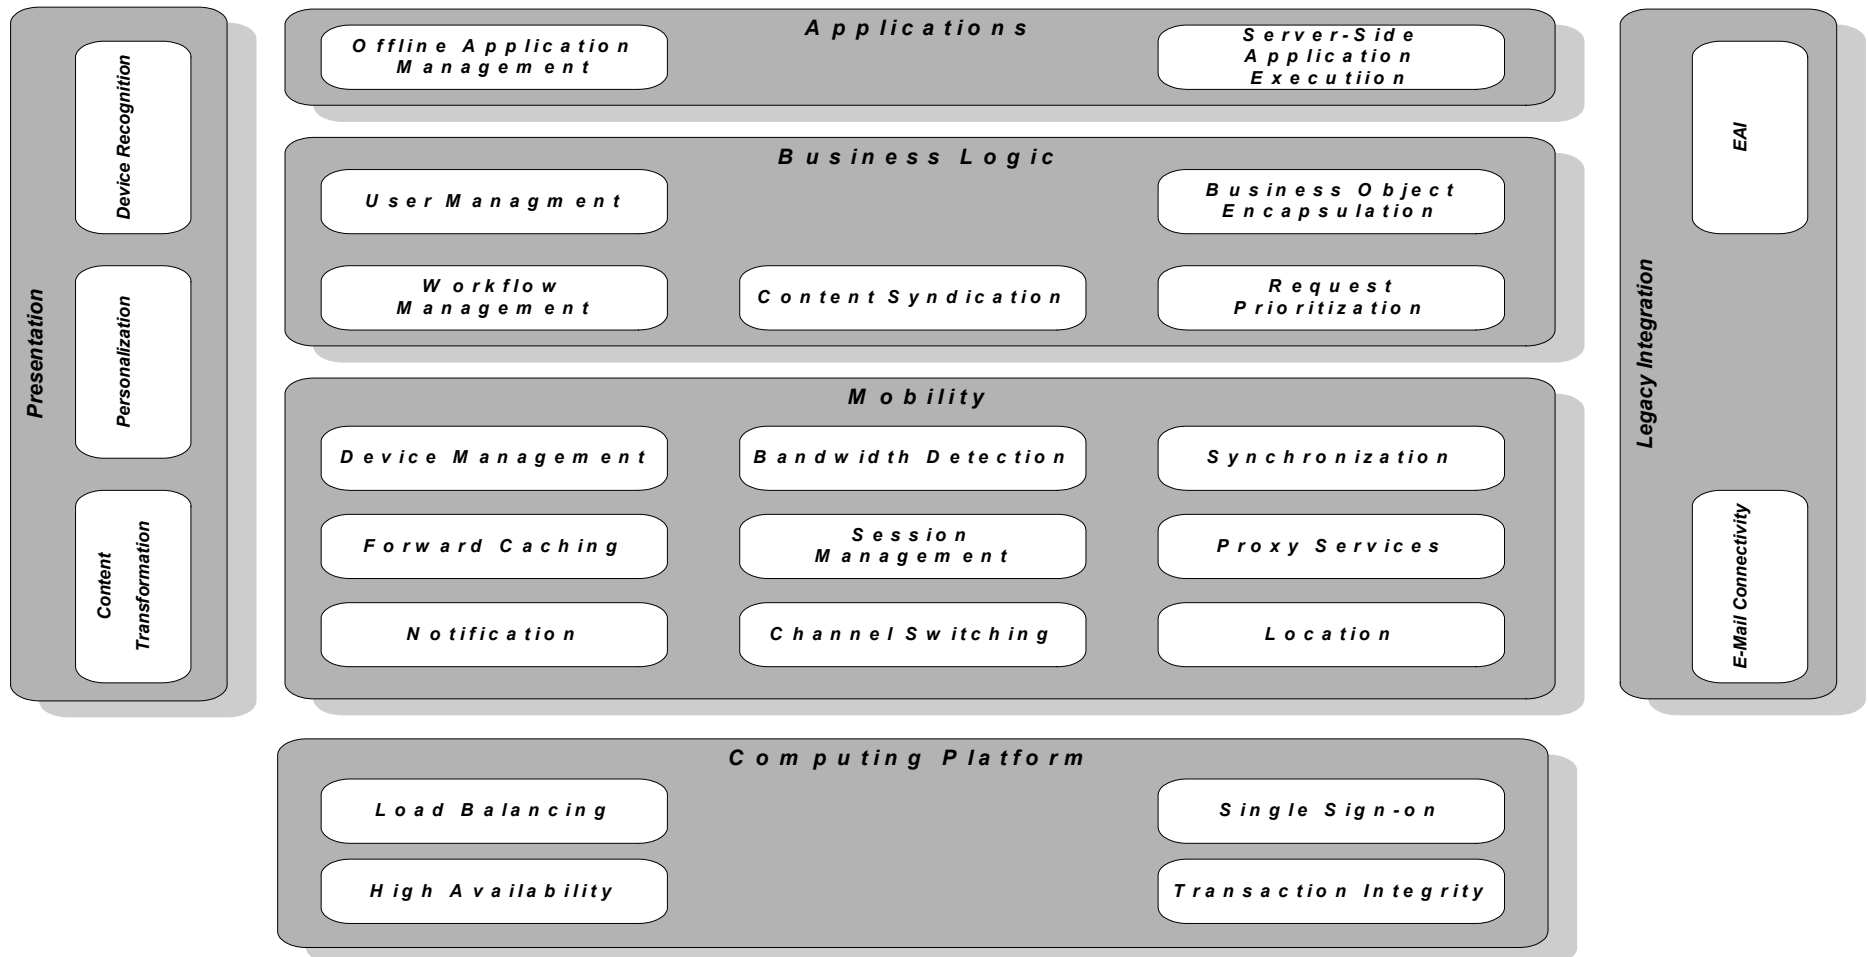 Presentation
Device Recognition
Personalization
Content
Transformation
Applications
Offline Application
Management
Server-Side
Application
Executiion
Business Logic
User Managment
Business Object
Encapsulation
Workflow
Management
Content Syndication
Request
Prioritization
Mobility
Device Management
Bandwidth Detection
Synchronization
Forward Caching
Session
Management
Proxy Services
Notification
Channel Switching
Location
Computing Platform
Load Balancing
Single Sign-on
High Availability
Transaction Integrity
Legacy Integration
EAI
E-Mail Connectivity